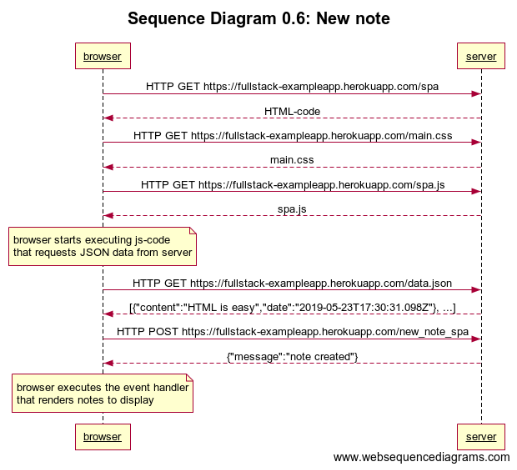 Sequence Diagram 0.6: New note
browser server
HTTP GET https://fullstack-exampleapp.herokuapp.com/spa
HTML-code
HTTP GET https://fullstack-exampleapp.herokuapp.com/main.css
main.css
HTTP GET https://fullstack-exampleapp.herokuapp.com/spa.js
spa.js
browser starts executing js-code
that requests JSON data from server
HTTP GET https://fullstack-exampleapp.herokuapp.com/data.json
[{"content":"HTML is easy","date":"2019-05-23T17:30:31.098Z"}, ...]
HTTP POST https://fullstack-exampleapp.herokuapp.com/new_note_spa
{"message":"note created"}
browser executes the event handler
that renders notes to display
browser server
www.websequencediagrams.com